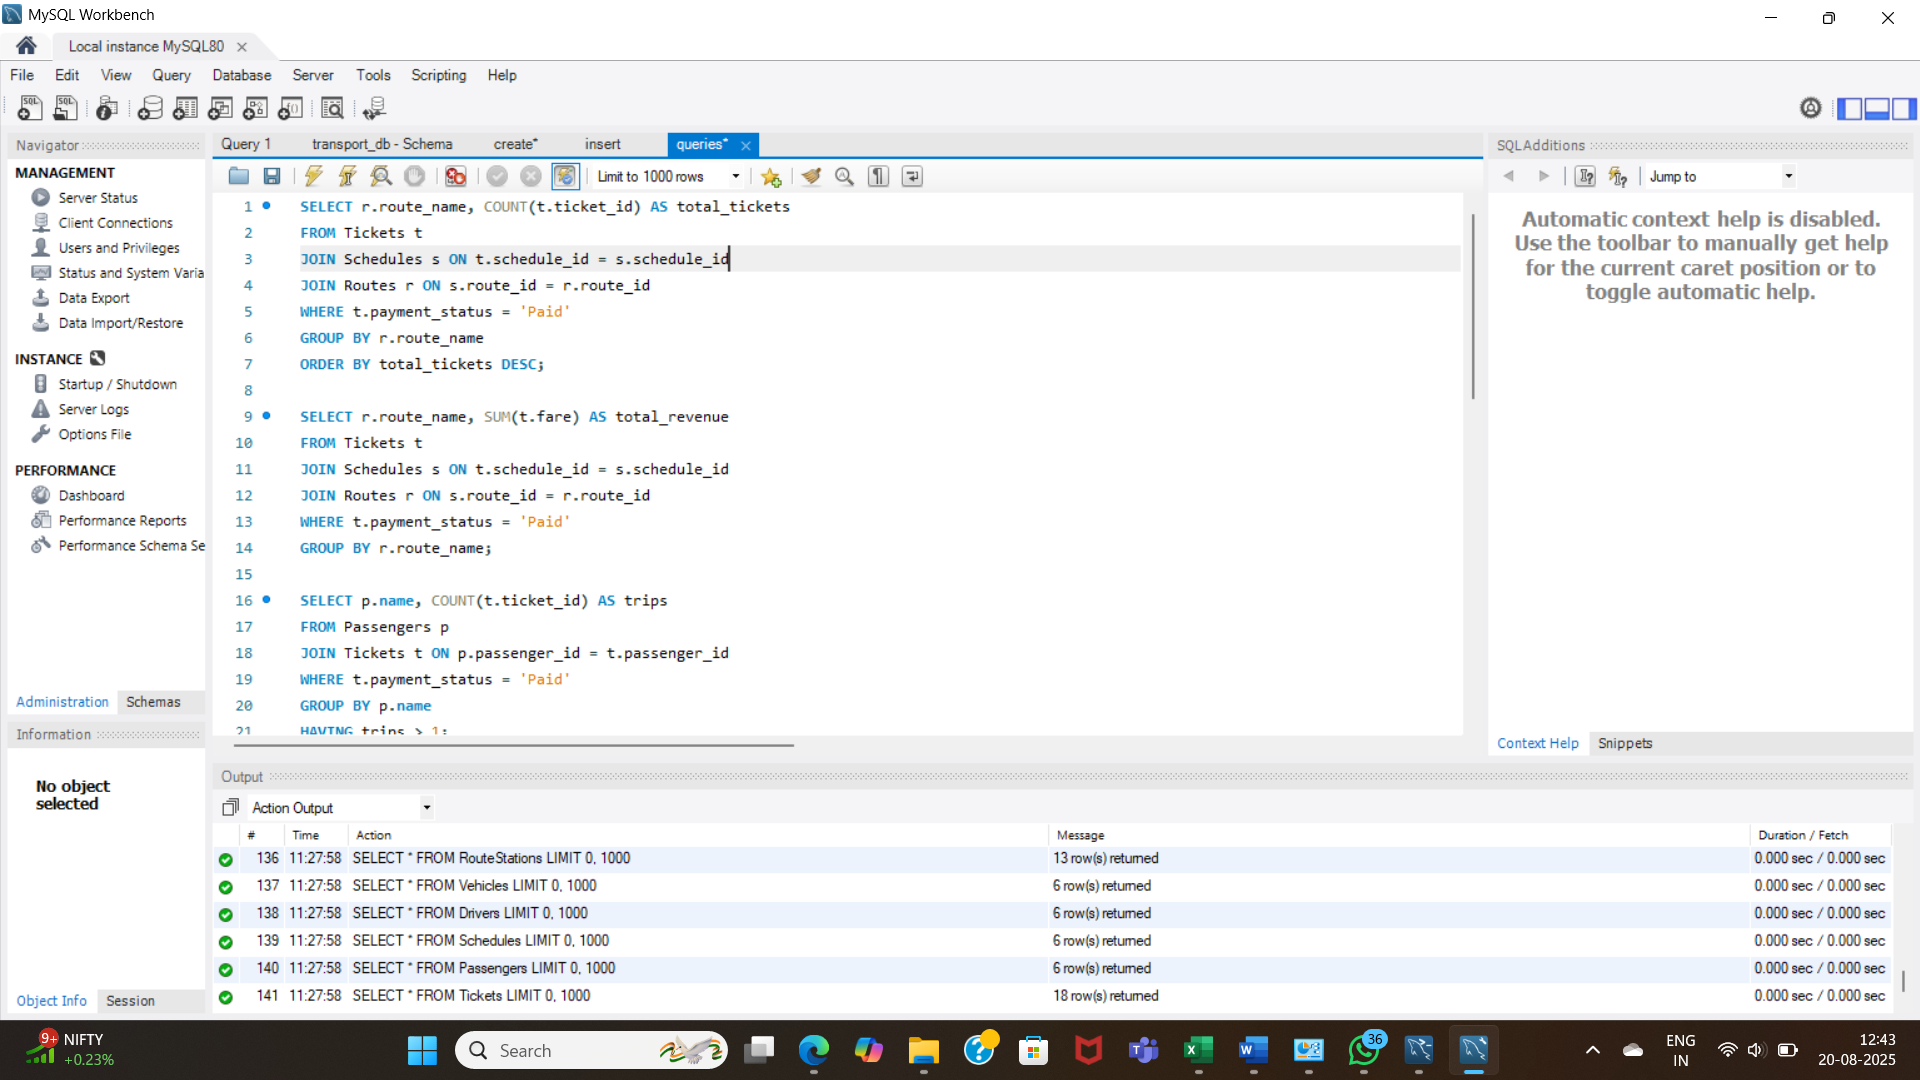 MySQL Workbench
Local instance MySQL80
File Edit View Query Database Server Tools Scripting Help
Navigator
MANAGEMENT
Server Status
Client Connections
Users and Privileges
Status and System Varia
Data Export
Data Import/Restore
INSTANCE
Startup / Shutdown
Server Logs
Options File
PERFORMANCE
Dashboard
Performance Reports
Performance Schema Se
Administration Schemas
Information
No object
selected
Object Info Session
Query 1 transport_db - Schema create* insert queries*
Limit to 1000 rows
1 SELECT r.route_name, COUNT(t.ticket_id) AS total_tickets
2 FROM Tickets t
3 JOIN Schedules s ON t.schedule_id = s.schedule_id
4 JOIN Routes r ON s.route_id = r.route_id
5 WHERE t.payment_status = 'Paid'
6 GROUP BY r.route_name
7 ORDER BY total_tickets DESC;
8
9 SELECT r.route_name, SUM(t.fare) AS total_revenue
10 FROM Tickets t
11 JOIN Schedules s ON t.schedule_id = s.schedule_id
12 JOIN Routes r ON s.route_id = r.route_id
13 WHERE t.payment_status = 'Paid'
14 GROUP BY r.route_name;
15
16 SELECT p.name, COUNT(t.ticket_id) AS trips
17 FROM Passengers p
18 JOIN Tickets t ON p.passenger_id = t.passenger_id
19 WHERE t.payment_status = 'Paid'
20 GROUP BY p.name
21 HAVING trips > 1;
SQLAdditions
Jump to
Automatic context help is disabled.
Use the toolbar to manually get help
for the current caret position or to
toggle automatic help.
Context Help Snippets
Output
Action Output
# Time Action Message Duration / Fetch
136 11:27:58 SELECT * FROM RouteStations LIMIT 0, 1000 13 row(s) returned 0.000 sec / 0.000 sec
137 11:27:58 SELECT * FROM Vehicles LIMIT 0, 1000 6 row(s) returned 0.000 sec / 0.000 sec
138 11:27:58 SELECT * FROM Drivers LIMIT 0, 1000 6 row(s) returned 0.000 sec / 0.000 sec
139 11:27:58 SELECT * FROM Schedules LIMIT 0, 1000 6 row(s) returned 0.000 sec / 0.000 sec
140 11:27:58 SELECT * FROM Passengers LIMIT 0, 1000 6 row(s) returned 0.000 sec / 0.000 sec
141 11:27:58 SELECT * FROM Tickets LIMIT 0, 1000 18 row(s) returned 0.000 sec / 0.000 sec
9+ NIFTY
+0.23%
Search
36
ENG
IN
12:43
20-08-2025